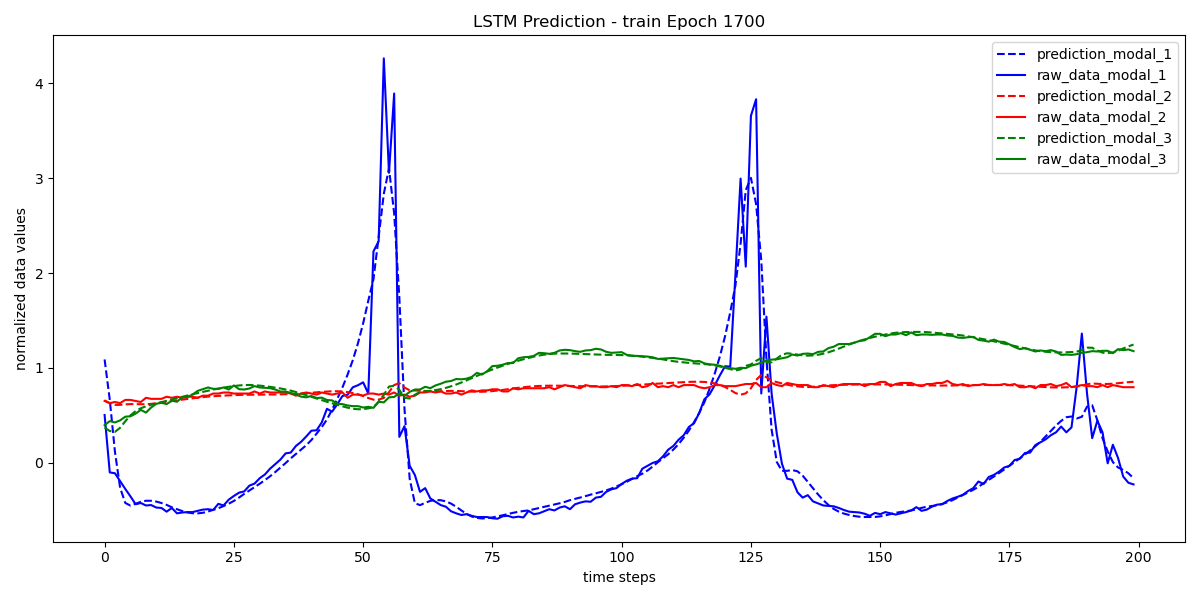 LSTM Prediction - train Epoch 1700
prediction_modal_1
raw_data_modal_1
prediction_modal_2
raw_data_modal_2
prediction_modal_3
raw_data_modal_3
normalized data values
4
3
2
1
0
0 25 50 75 100 125 150 175 200
time steps